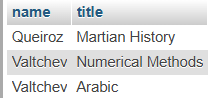 name title
Queiroz Martian History
Valtchev Numerical Methods
Valtchev Arabic